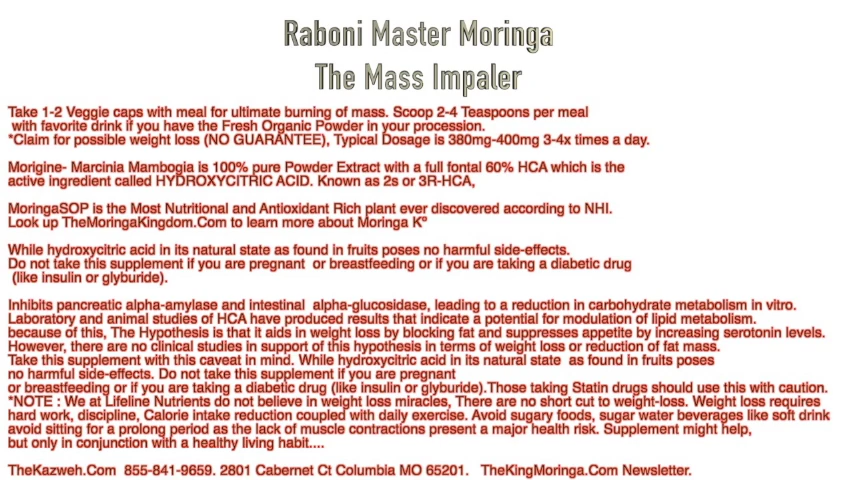 Raboni Master Moringa
The Mass Impaler
Take 1-2 Veggie caps with meal for ultimate burning of mass. Scoop 2-4 Teaspoons per meal
with favorite drink if you have the Fresh Organic Powder in your procession.
*Claim for possible weight loss (NO GUARANTEE), Typical Dosage is 380mg-400mg 3-4x times a day.
Morigine- Marcinia Mambogia is 100% pure Powder Extract with a full fontal 60% HCA which is the
active ingredient called HYDROXYCITRIC ACID. Known as 2s or 3R-HCA,
MoringaSOP is the Most Nutritional and Antioxidant Rich plant ever discovered according to NHI.
Look up TheMoringaKingdom.Com to learn more about Moringa Kº
While hydroxycitric acid in its natural state as found in fruits poses no harmful side-effects.
Do not take this supplement if you are pregnant or breastfeeding or if you are taking a diabetic drug
(like insulin or glyburide).
Inhibits pancreatic alpha-amylase and intestinal alpha-glucosidase, leading to a reduction in carbohydrate metabolism in vitro.
Laboratory and animal studies of HCA have produced results that indicate a potential for modulation of lipid metabolism.
because of this, The Hypothesis is that it aids in weight loss by blocking fat and suppresses appetite by increasing serotonin levels.
However, there are no clinical studies in support of this hypothesis in terms of weight loss or reduction of fat mass.
Take this supplement with this caveat in mind. While hydroxycitric acid in its natural state as found in fruits poses
no harmful side-effects. Do not take this supplement if you are pregnant
or breastfeeding or if you are taking a diabetic drug (like insulin or glyburide).Those taking Statin drugs should use this with caution.
*NOTE : We at Lifeline Nutrients do not believe in weight loss miracles, There are no short cut to weight-loss. Weight loss requires
hard work, discipline, Calorie intake reduction coupled with daily exercise. Avoid sugary foods, sugar water beverages like soft drink
avoid sitting for a prolong period as the lack of muscle contractions present a major health risk. Supplement might help,
but only in conjunction with a healthy living habit....
TheKazweh.Com 855-841-9659. 2801 Cabernet Ct Columbia MO 65201. TheKingMoringa.Com Newsletter.